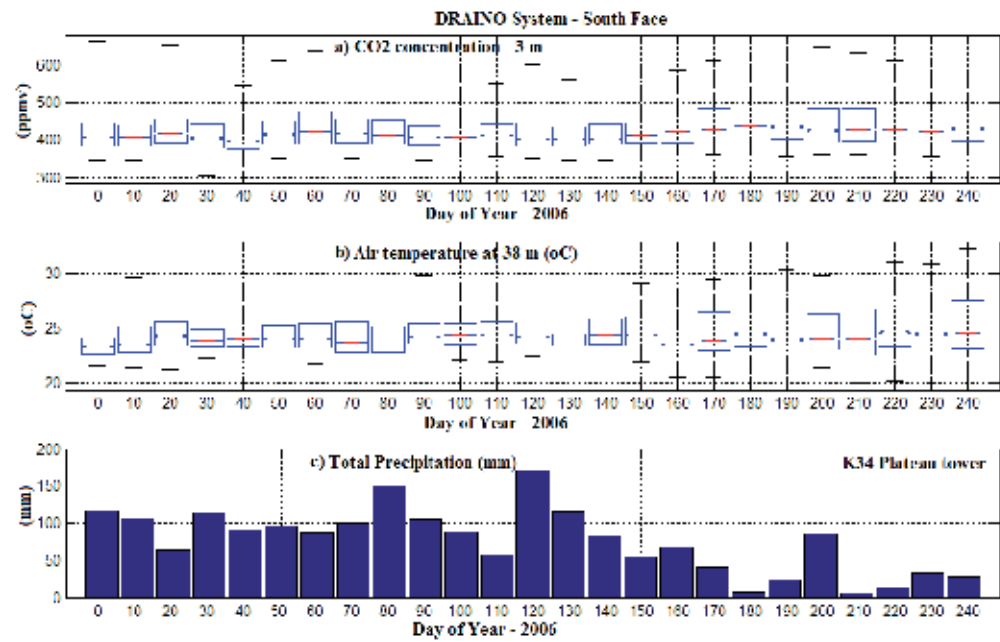 DRAINO System - South Face
a) CO2 concentration 3 m
(ppmv)
600
500
400
300
0 10 20 30 40 50 60 70 80 90 100 110 120 130 140 150 160 170 180 190 200 210 220 230 240
Day of Year 2006
b) Air temperature at 38 m (oC)
(oC)
30
25
20
0 10 20 30 40 50 60 70 80 90 100 110 120 130 140 150 160 170 180 190 200 210 220 230 240
Day of Year - 2006
c) Total Precipitation (mm)
K34 Plateau tower
(mm)
200
150
100
50
0
0 10 20 30 40 50 60 70 80 90 100 110 120 130 140 150 160 170 180 190 200 210 220 230 240
Day of Year - 2006